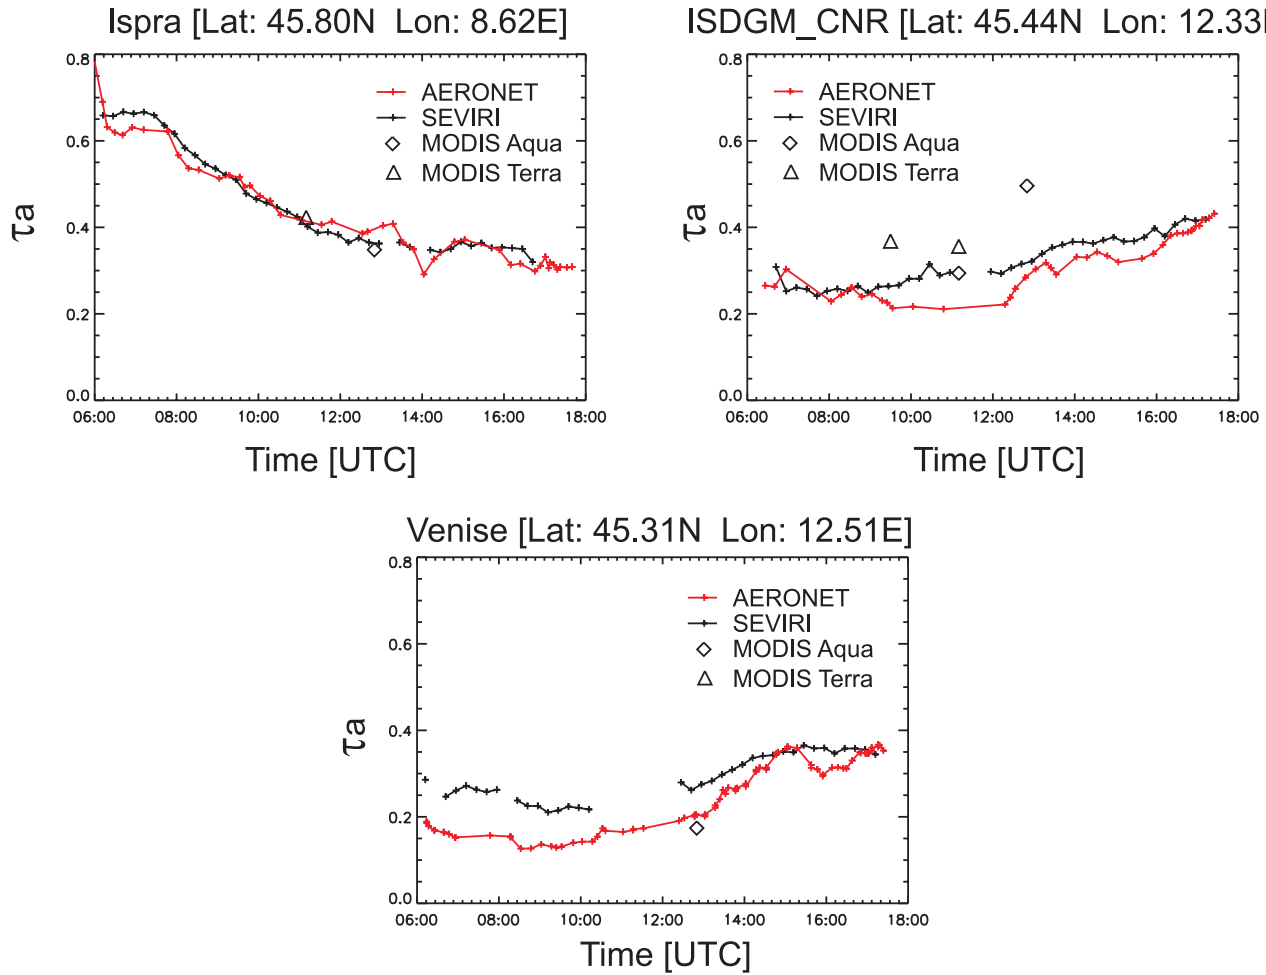 Ispra [Lat: 45.80N Lon: 8.62E]
0.8
0.6
0.4
0.2
0.0
τa
AERONET
SEVIRI
MODIS Aqua
MODIS Terra
06:00 08:00 10:00 12:00 14:00 16:00 18:00
Time [UTC]
ISDGM_CNR [Lat: 45.44N Lon: 12.33
0.8
0.6
0.4
0.2
0.0
τa
AERONET
SEVIRI
MODIS Aqua
MODIS Terra
06:00 08:00 10:00 12:00 14:00 16:00 18:00
Time [UTC]
Venise [Lat: 45.31N Lon: 12.51E]
0.8
0.6
0.4
0.2
0.0
τa
AERONET
SEVIRI
MODIS Aqua
MODIS Terra
06:00 08:00 10:00 12:00 14:00 16:00 18:00
Time [UTC]